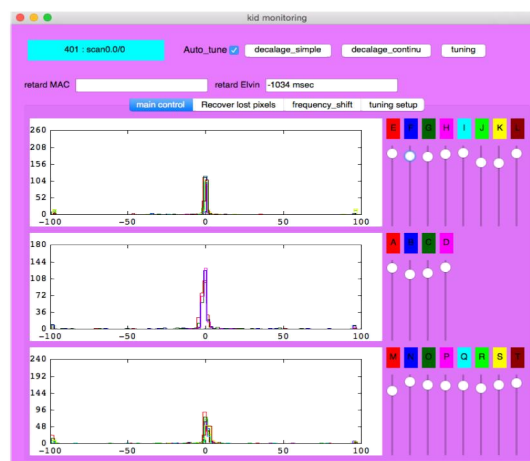 kid monitoring
401 : scan0.0/0 Auto_tune decalage_simple decalage_continu tuning
retard MAC retard Elvin -1034 msec
main control Recover lost pixels frequency_shift tuning setup
260
208
156
104
52
0
-100 -50 0 50 100
E F G H I J K L
180
144
108
72
36
0
-100 -50 0 50 100
A B C D
240
192
144
96
48
0
-100 -50 0 50 100
M N O P Q R S T